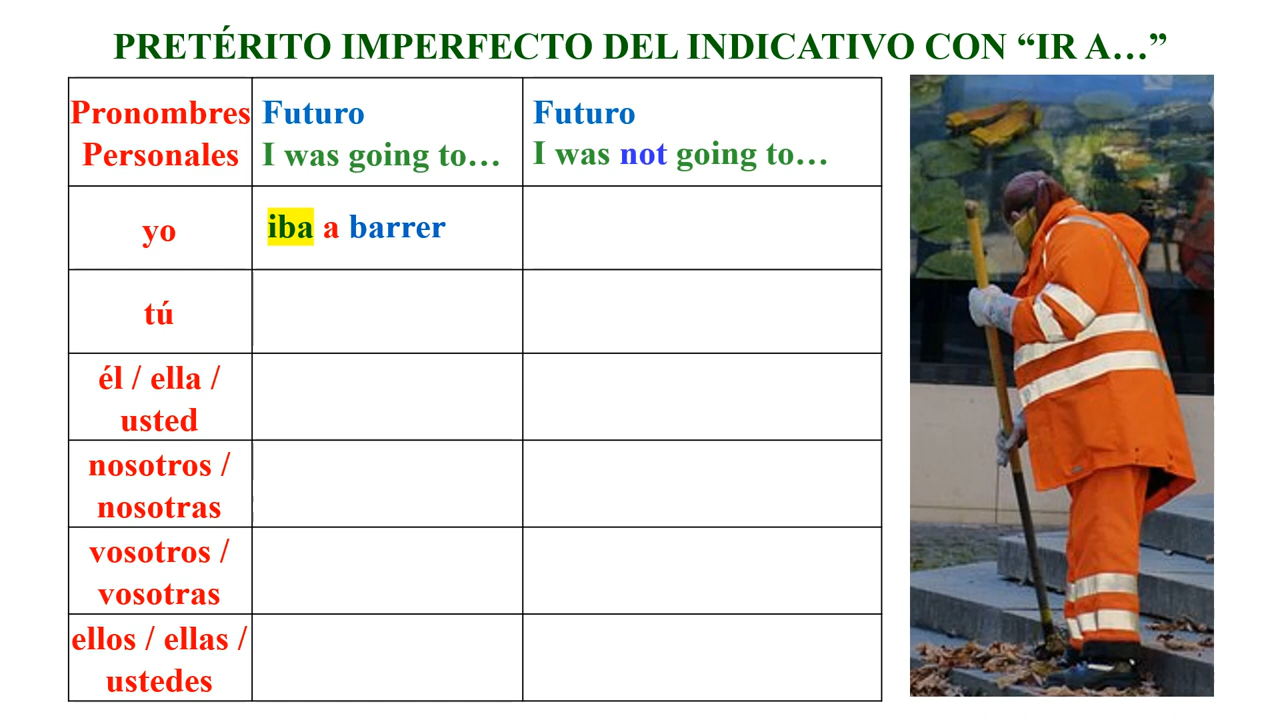 PRETÉRITO IMPERFECTO DEL INDICATIVO CON “IR A…”
Pronombres
Personales
Futuro
I was going to…
Futuro
I was not going to…
yo
iba a barrer
tú
él / ella /
usted
nosotros /
nosotras
vosotros /
vosotras
ellos / ellas /
ustedes